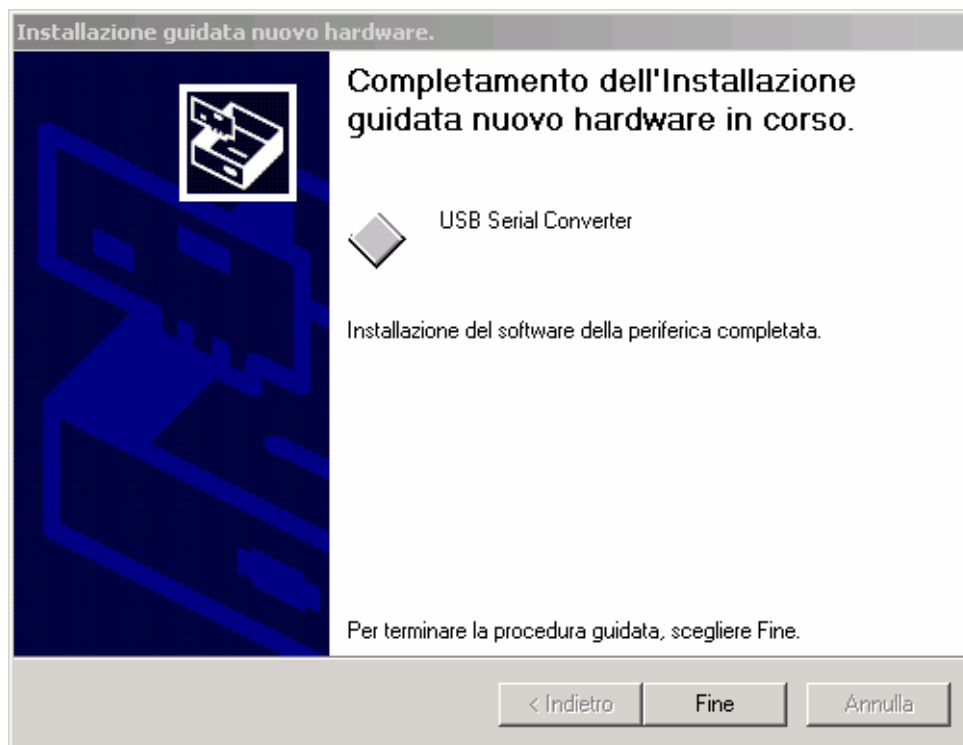 Installazione guidata nuovo hardware.
Completamento dell'Installazione
guidata nuovo hardware in corso.
USB Serial Converter
Installazione del software della periferica completata.
Per terminare la procedura guidata, scegliere Fine.
< Indietro
Fine
Annulla